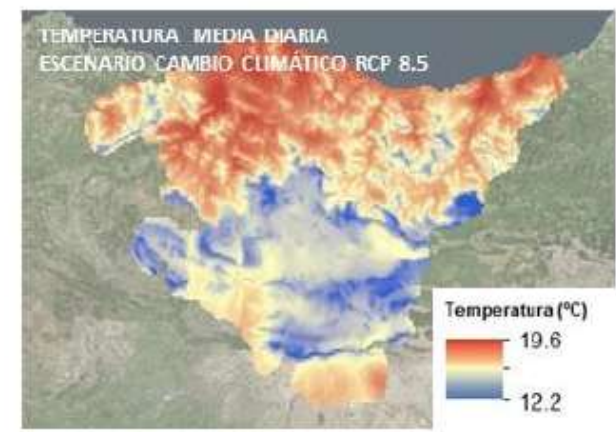 TEMPERATURA MEDIA DIARIA
ESCENARIO CAMBIO CLIMÁTICO RCP 8.5
Temperatura (ºC)
19.6
12.2